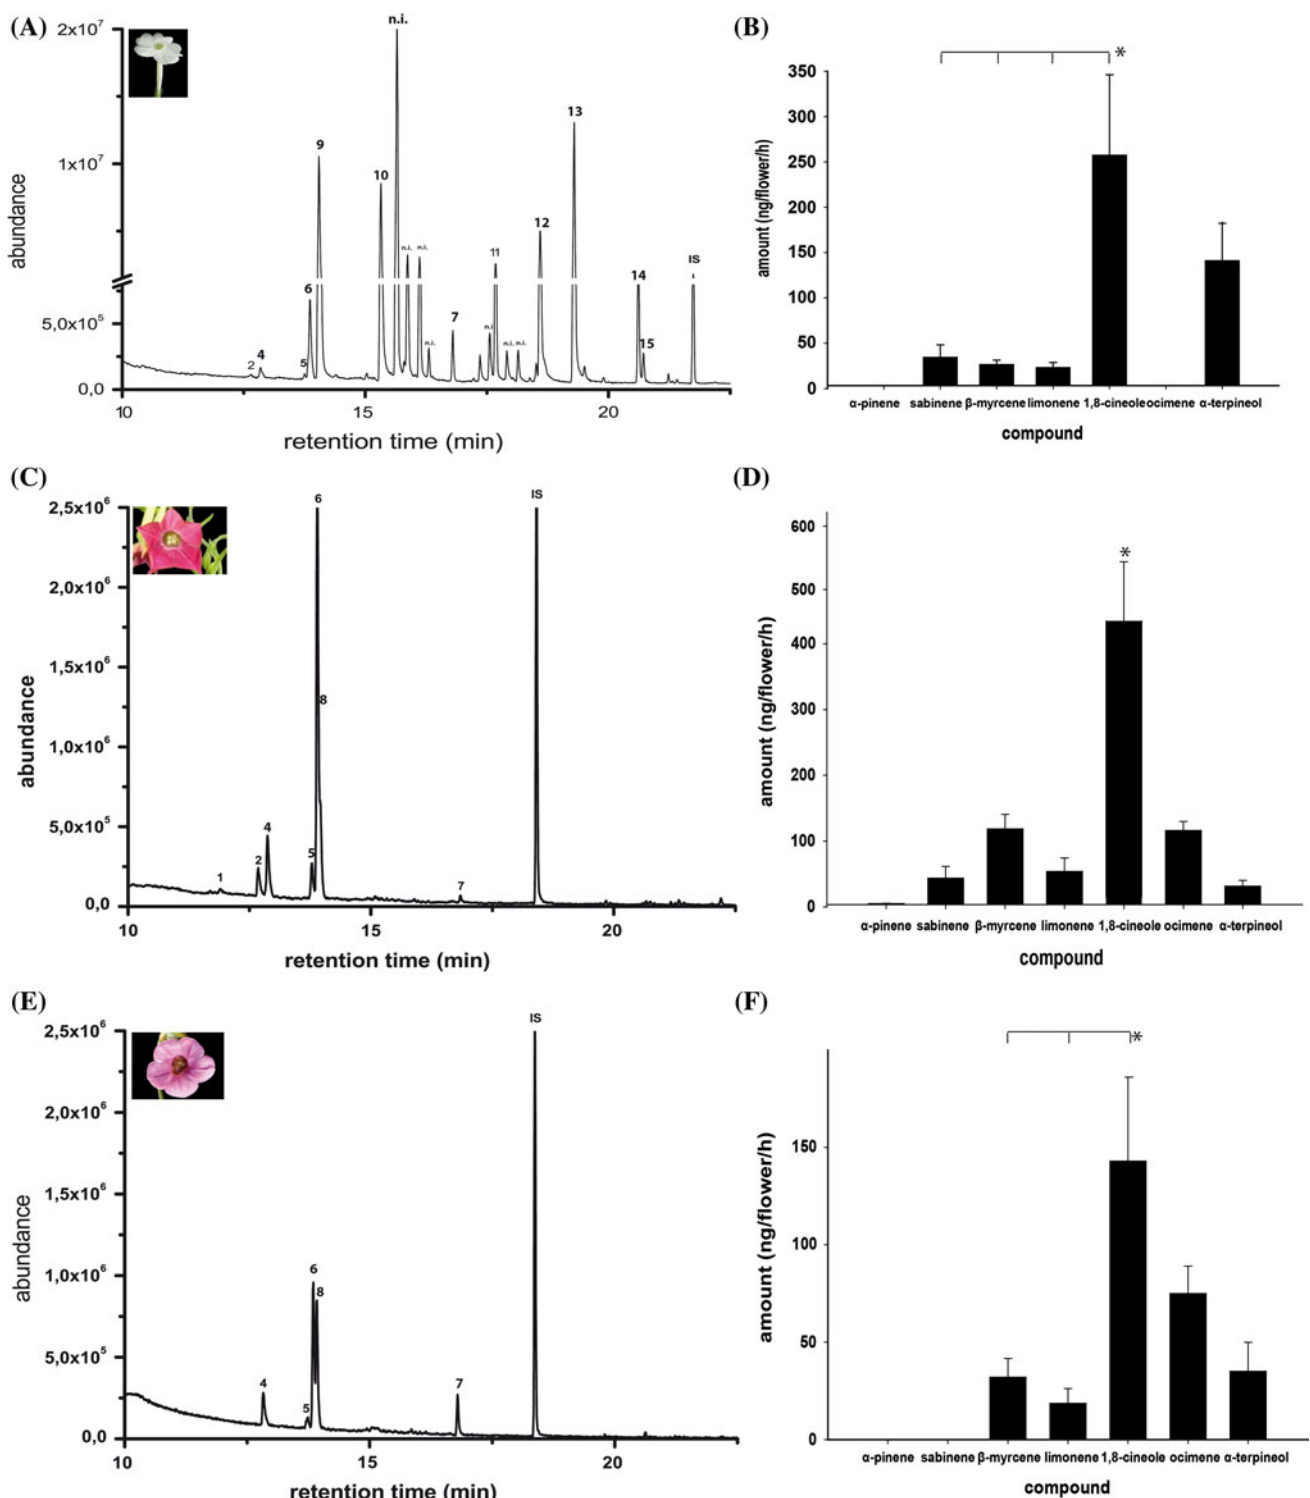 (A)
2x10⁷
1x10⁷
5,0x10⁵
0,0
abundance
n.i.
9
10
13
12
n.i.
n.i.
11
6
14
IS
7
n.i.
15
2
4
5
n.i.
n.i.
n.i.
10 15 20
retention time (min)
(B)
*
350
300
250
200
150
100
50
0
amount (ng/flower/h)
α-pinene sabinene β-myrcene limonene 1,8-cineole ocimene α-terpineol
compound
(C)
2,5x10⁶
2,0x10⁶
1,5x10⁶
1,0x10⁶
5,0x10⁵
0,0
abundance
6
IS
8
4
2
5
1
7
10 15 20
retention time (min)
(D)
*
600
500
400
300
200
100
0
amount (ng/flower/h)
α-pinene sabinene β-myrcene limonene 1,8-cineole ocimene α-terpineol
compound
(E)
2,5x10⁶
2,0x10⁶
1,5x10⁶
1,0x10⁶
5,0x10⁵
0,0
abundance
IS
6
8
4
5
7
10 15 20
retention time (min)
(F)
*
150
100
50
0
amount (ng/flower/h)
α-pinene sabinene β-myrcene limonene 1,8-cineole ocimene α-terpineol
compound